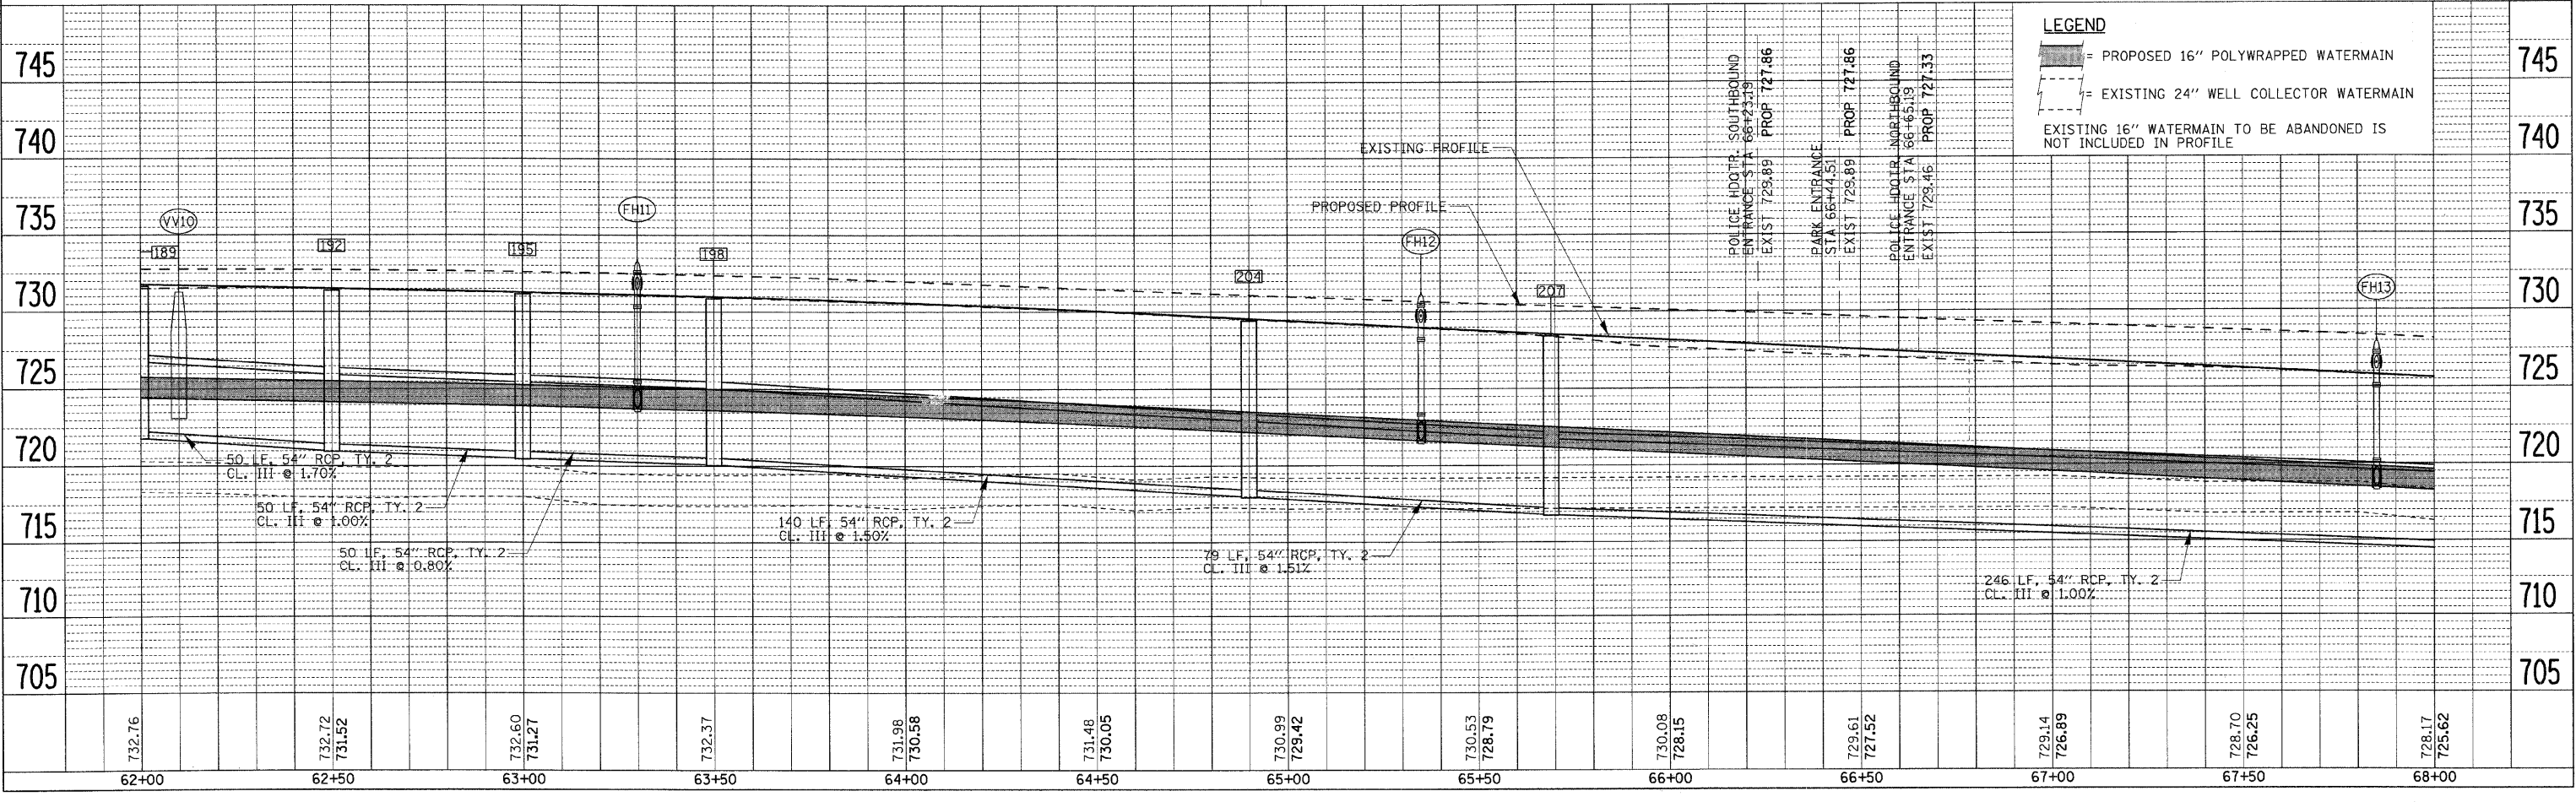 LEGEND
= PROPOSED 16" POLYWRAPPED WATERMAIN
= EXISTING 24" WELL COLLECTOR WATERMAIN
EXISTING 16" WATERMAIN TO BE ABANDONED IS
NOT INCLUDED IN PROFILE
745
740
735
730
725
720
715
710
705
745
740
735
730
725
720
715
710
705
POLICE HDQTR. SOUTHBOUND
ENTRANCE STA 66+23.19
EXIST 729.89 PROP 727.86
PARK ENTRANCE
STA 66+44.51
EXIST 729.89 PROP 727.86
POLICE HDQTR. NORTHBOUND
ENTRANCE STA 66+65.19
EXIST 729.46 PROP 727.33
EXISTING PROFILE
PROPOSED PROFILE
VV10
189
192
195
FH11
198
204
FH12
207
FH13
50 LF, 54" RCP, TY. 2
CL. III @ 1.70%
50 LF, 54" RCP, TY. 2
CL. III @ 1.00%
50 LF, 54" RCP, TY. 2
CL. III @ 0.80%
140 LF, 54" RCP, TY. 2
CL. III @ 1.50%
79 LF, 54" RCP, TY. 2
CL. III @ 1.51%
246 LF, 54" RCP, TY. 2
CL. III @ 1.00%
732.76
732.72
731.52
732.60
731.27
732.37
731.98
730.58
731.48
730.05
730.99
729.42
730.53
728.79
730.08
728.15
729.61
727.52
729.14
726.89
728.70
726.25
728.17
725.62
62+00
62+50
63+00
63+50
64+00
64+50
65+00
65+50
66+00
66+50
67+00
67+50
68+00